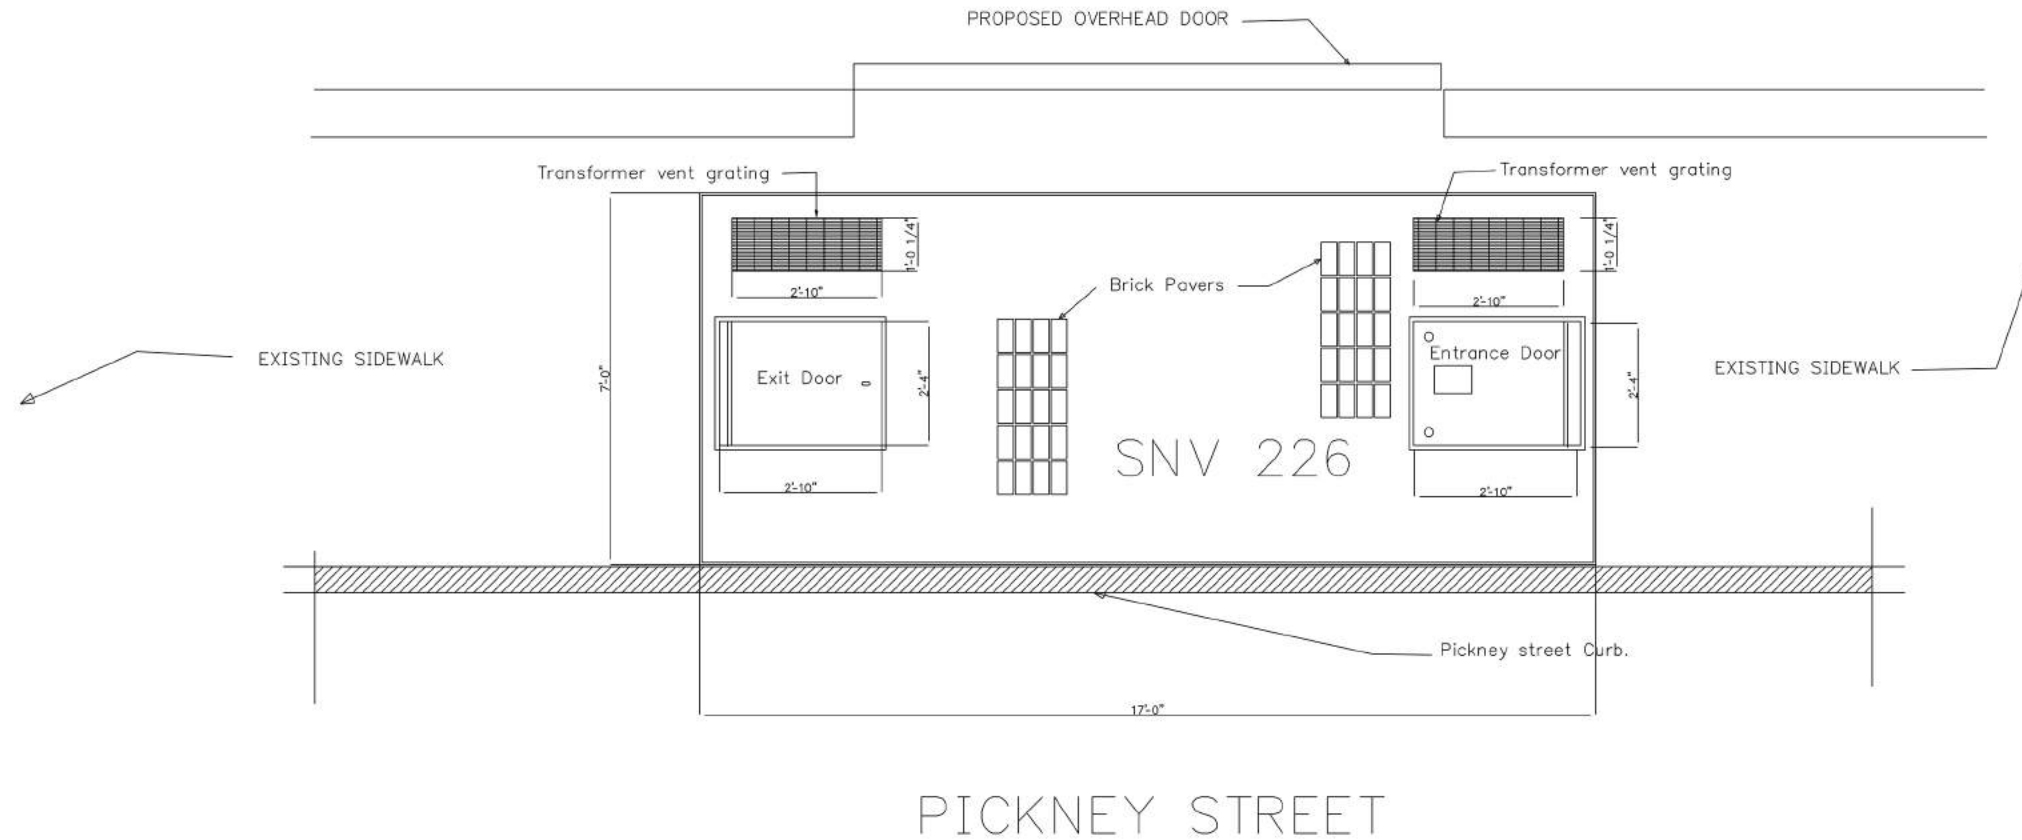 PROPOSED OVERHEAD DOOR
Transformer vent grating
Transformer vent grating
1'-0 1/4"
1'-0 1/4"
Brick Pavers
2'-10"
2'-10"
EXISTING SIDEWALK
7'-0"
Exit Door
2'-4"
Entrance Door
2'-4"
EXISTING SIDEWALK
SNV 226
2'-10"
2'-10"
Pickney street Curb.
17'-0"
PICKNEY STREET